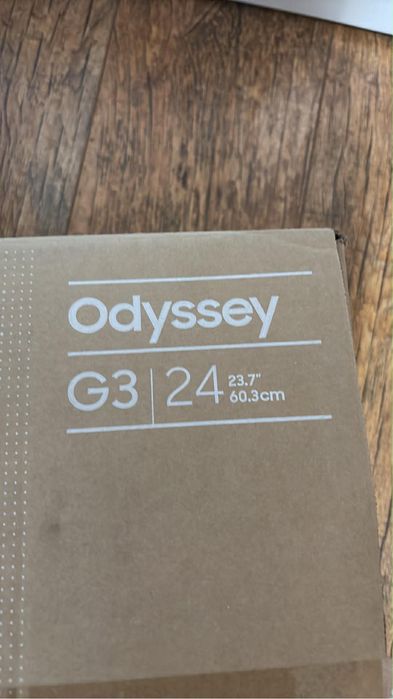 Odyssey
G3 | 24 23.7"
60.3cm